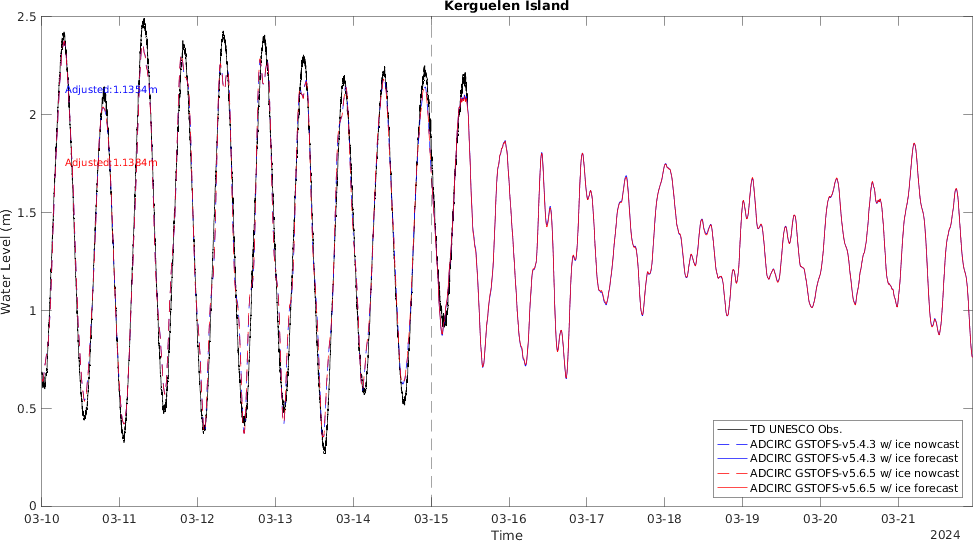 Kerguelen Island
2.5
2
1.5
1
0.5
0
Water Level (m)
Adjusted:1.1354m
Adjusted:1.1384m
TD UNESCO Obs.
ADCIRC GSTOFS-v5.4.3 w/ ice nowcast
ADCIRC GSTOFS-v5.4.3 w/ ice forecast
ADCIRC GSTOFS-v5.6.5 w/ ice nowcast
ADCIRC GSTOFS-v5.6.5 w/ ice forecast
03-10 03-11 03-12 03-13 03-14 03-15 03-16 03-17 03-18 03-19 03-20 03-21
Time
2024